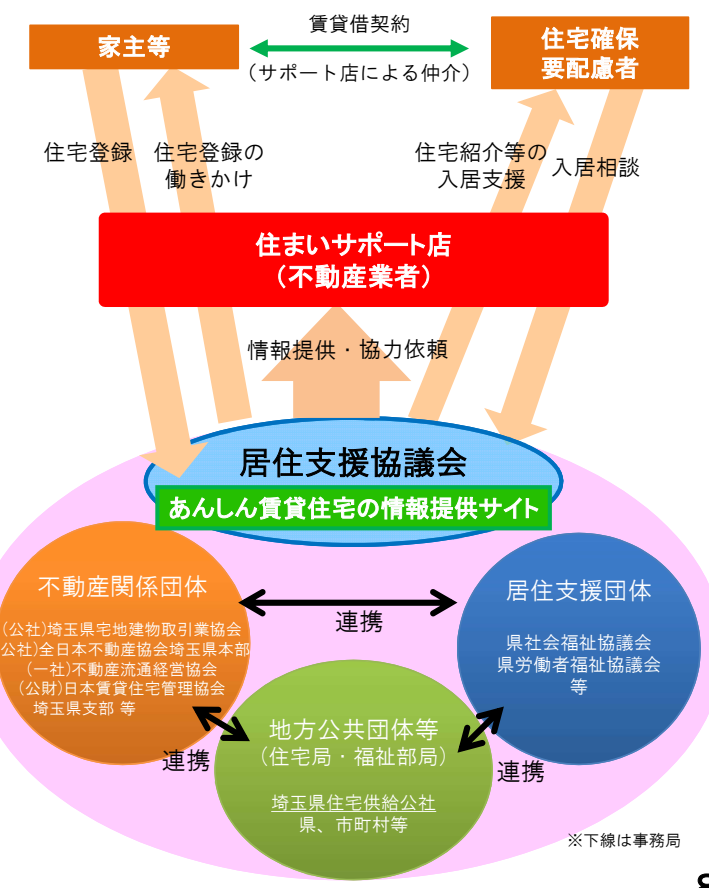 賃貸借契約
家主等
住宅確保
要配慮者
(サポート店による仲介)
住宅登録
住宅登録の
働きかけ
住宅紹介等の
入居支援
入居相談
住まいサポート店
(不動産業者)
情報提供・協力依頼
居住支援協議会
あんしん賃貸住宅の情報提供サイト
不動産関係団体
(公社)埼玉県宅地建物取引業協会
公社)全日本不動産協会埼玉県本部
(一社)不動産流通経営協会
(公財)日本賃貸住宅管理協会
埼玉県支部 等
連携
居住支援団体
県社会福祉協議会
県労働者福祉協議会
等
連携
地方公共団体等
(住宅局・福祉部局)
埼玉県住宅供給公社
県、市町村等
連携
※下線は事務局